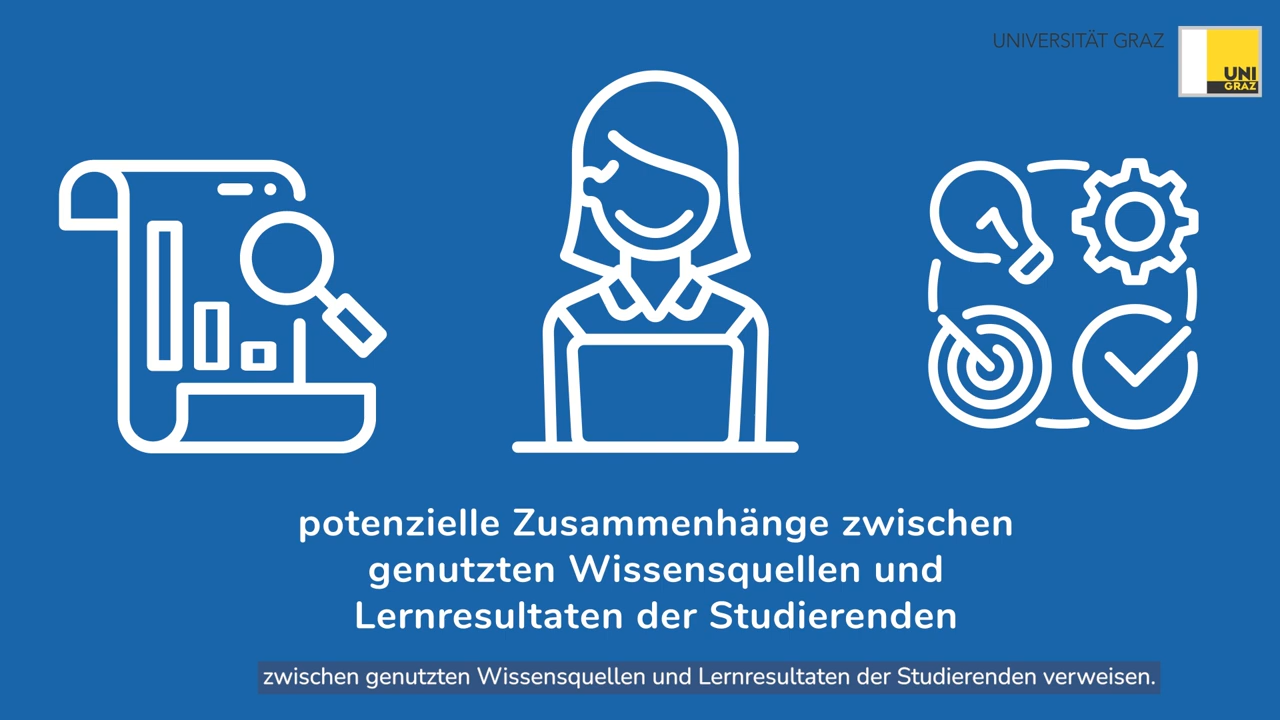 UNIVERSITÄT GRAZ
UNI
GRAZ
potenzielle Zusammenhänge zwischen
genutzten Wissensquellen und
Lernresultaten der Studierenden
zwischen genutzten Wissensquellen und Lernresultaten der Studierenden verweisen.